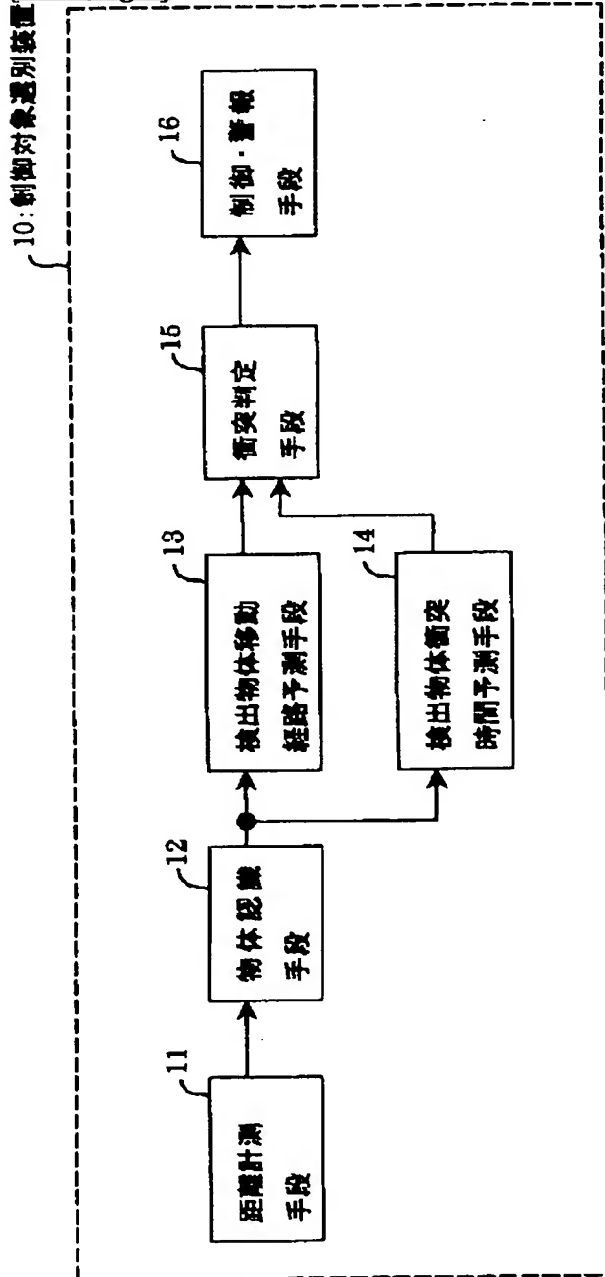 10:制御対象選別装置
11
距離計測
手段
12
物体認識
手段
13
検出物体移動
経路予測手段
14
検出物体衝突
時間予測手段
15
衝突判定
手段
16
制御・警報
手段